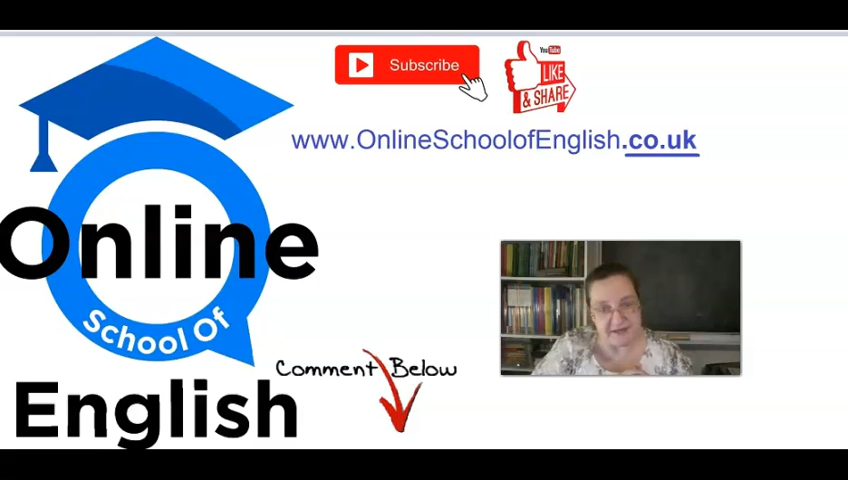 Subscribe
YouTube
LIKE
& SHARE
www.OnlineSchoolofEnglish.co.uk
Online
School Of
English
Comment Below